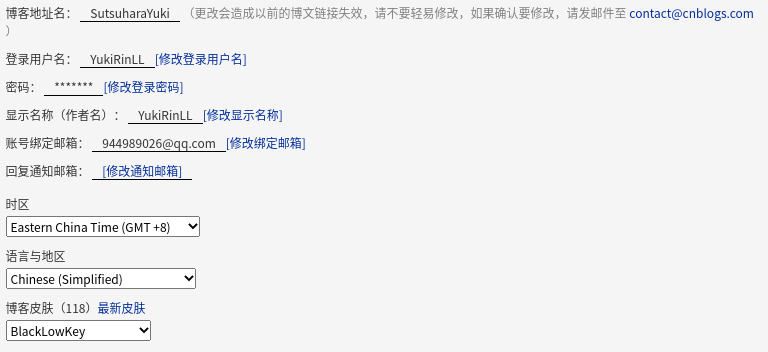 博客地址名： SutsuharaYuki （更改会造成以前的博文链接失效，请不要轻易修改，如果确认要修改，请发邮件至 contact@cnblogs.com
）
登录用户名： YukiRinLL [修改登录用户名]
密码： ******* [修改登录密码]
显示名称（作者名）： YukiRinLL [修改显示名称]
账号绑定邮箱： 944989026@qq.com [修改绑定邮箱]
回复通知邮箱： [修改通知邮箱]
时区
Eastern China Time (GMT +8)
语言与地区
Chinese (Simplified)
博客皮肤（118）最新皮肤
BlackLowKey